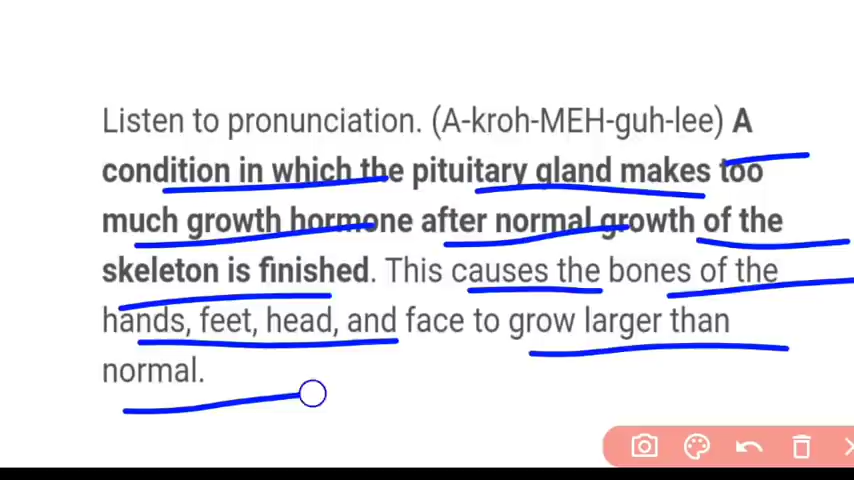 Listen to pronunciation. (A-kroh-MEH-guh-lee) A
condition in which the pituitary gland makes too
much growth hormone after normal growth of the
skeleton is finished. This causes the bones of the
hands, feet, head, and face to grow larger than
normal.